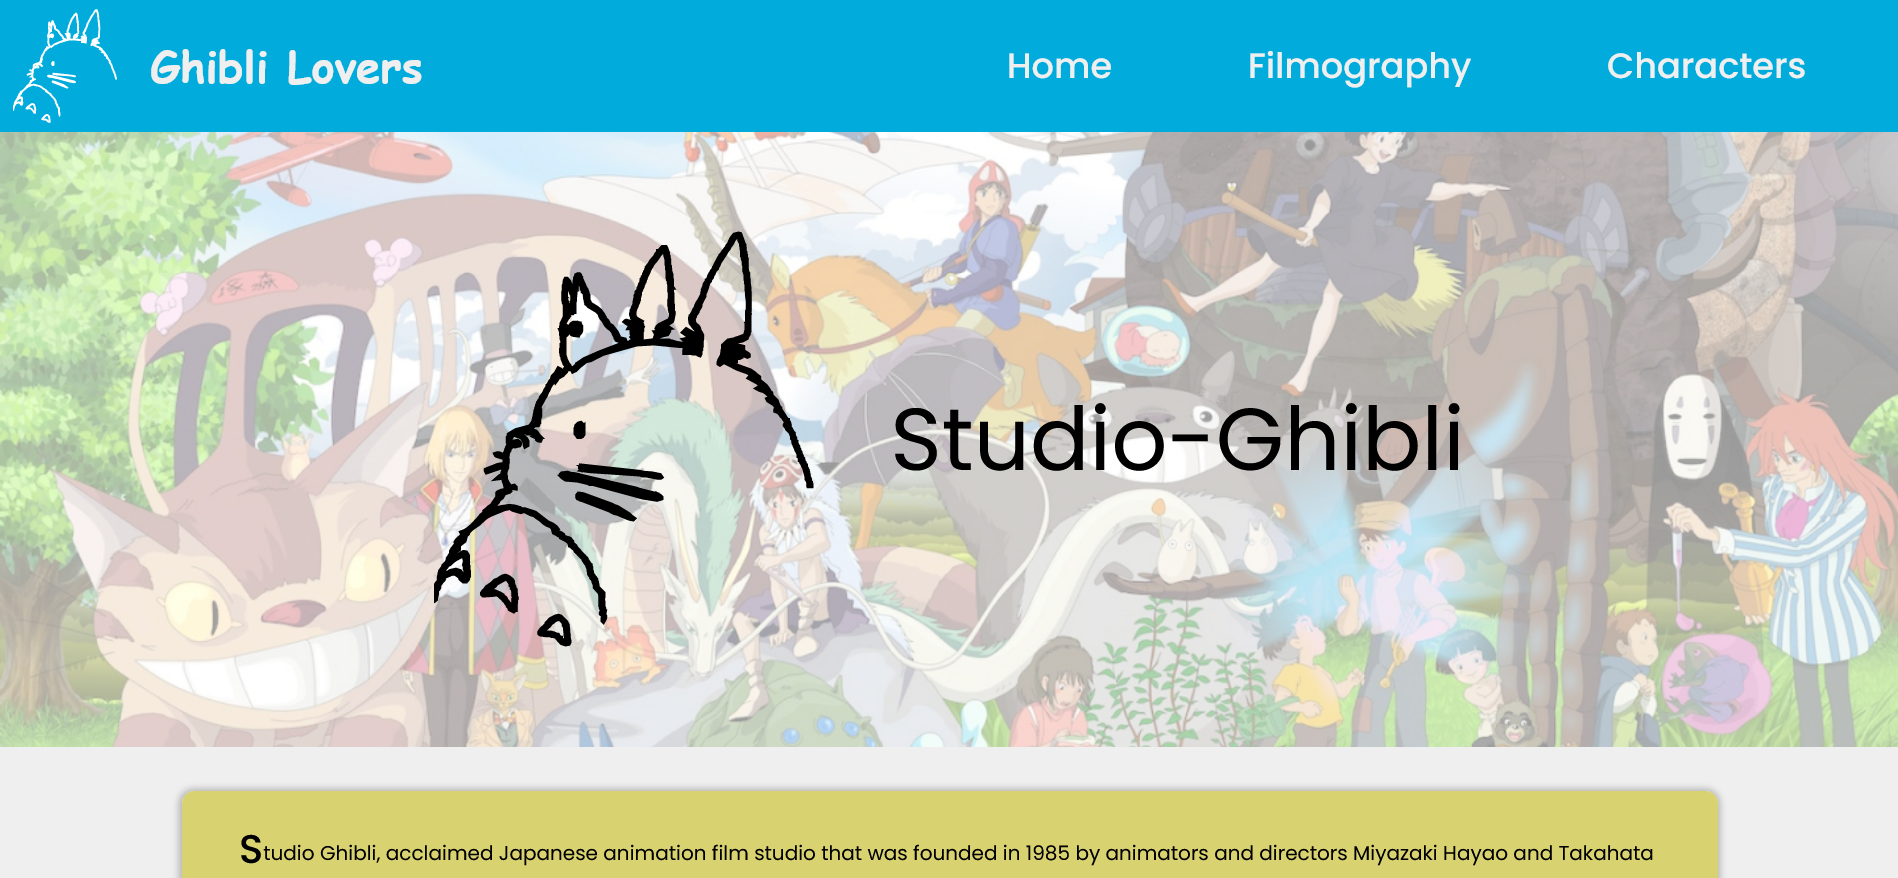 Ghibli Lovers
Home
Filmography
Characters
Studio-Ghibli
Studio Ghibli, acclaimed Japanese animation film studio that was founded in 1985 by animators and directors Miyazaki Hayao and Takahata